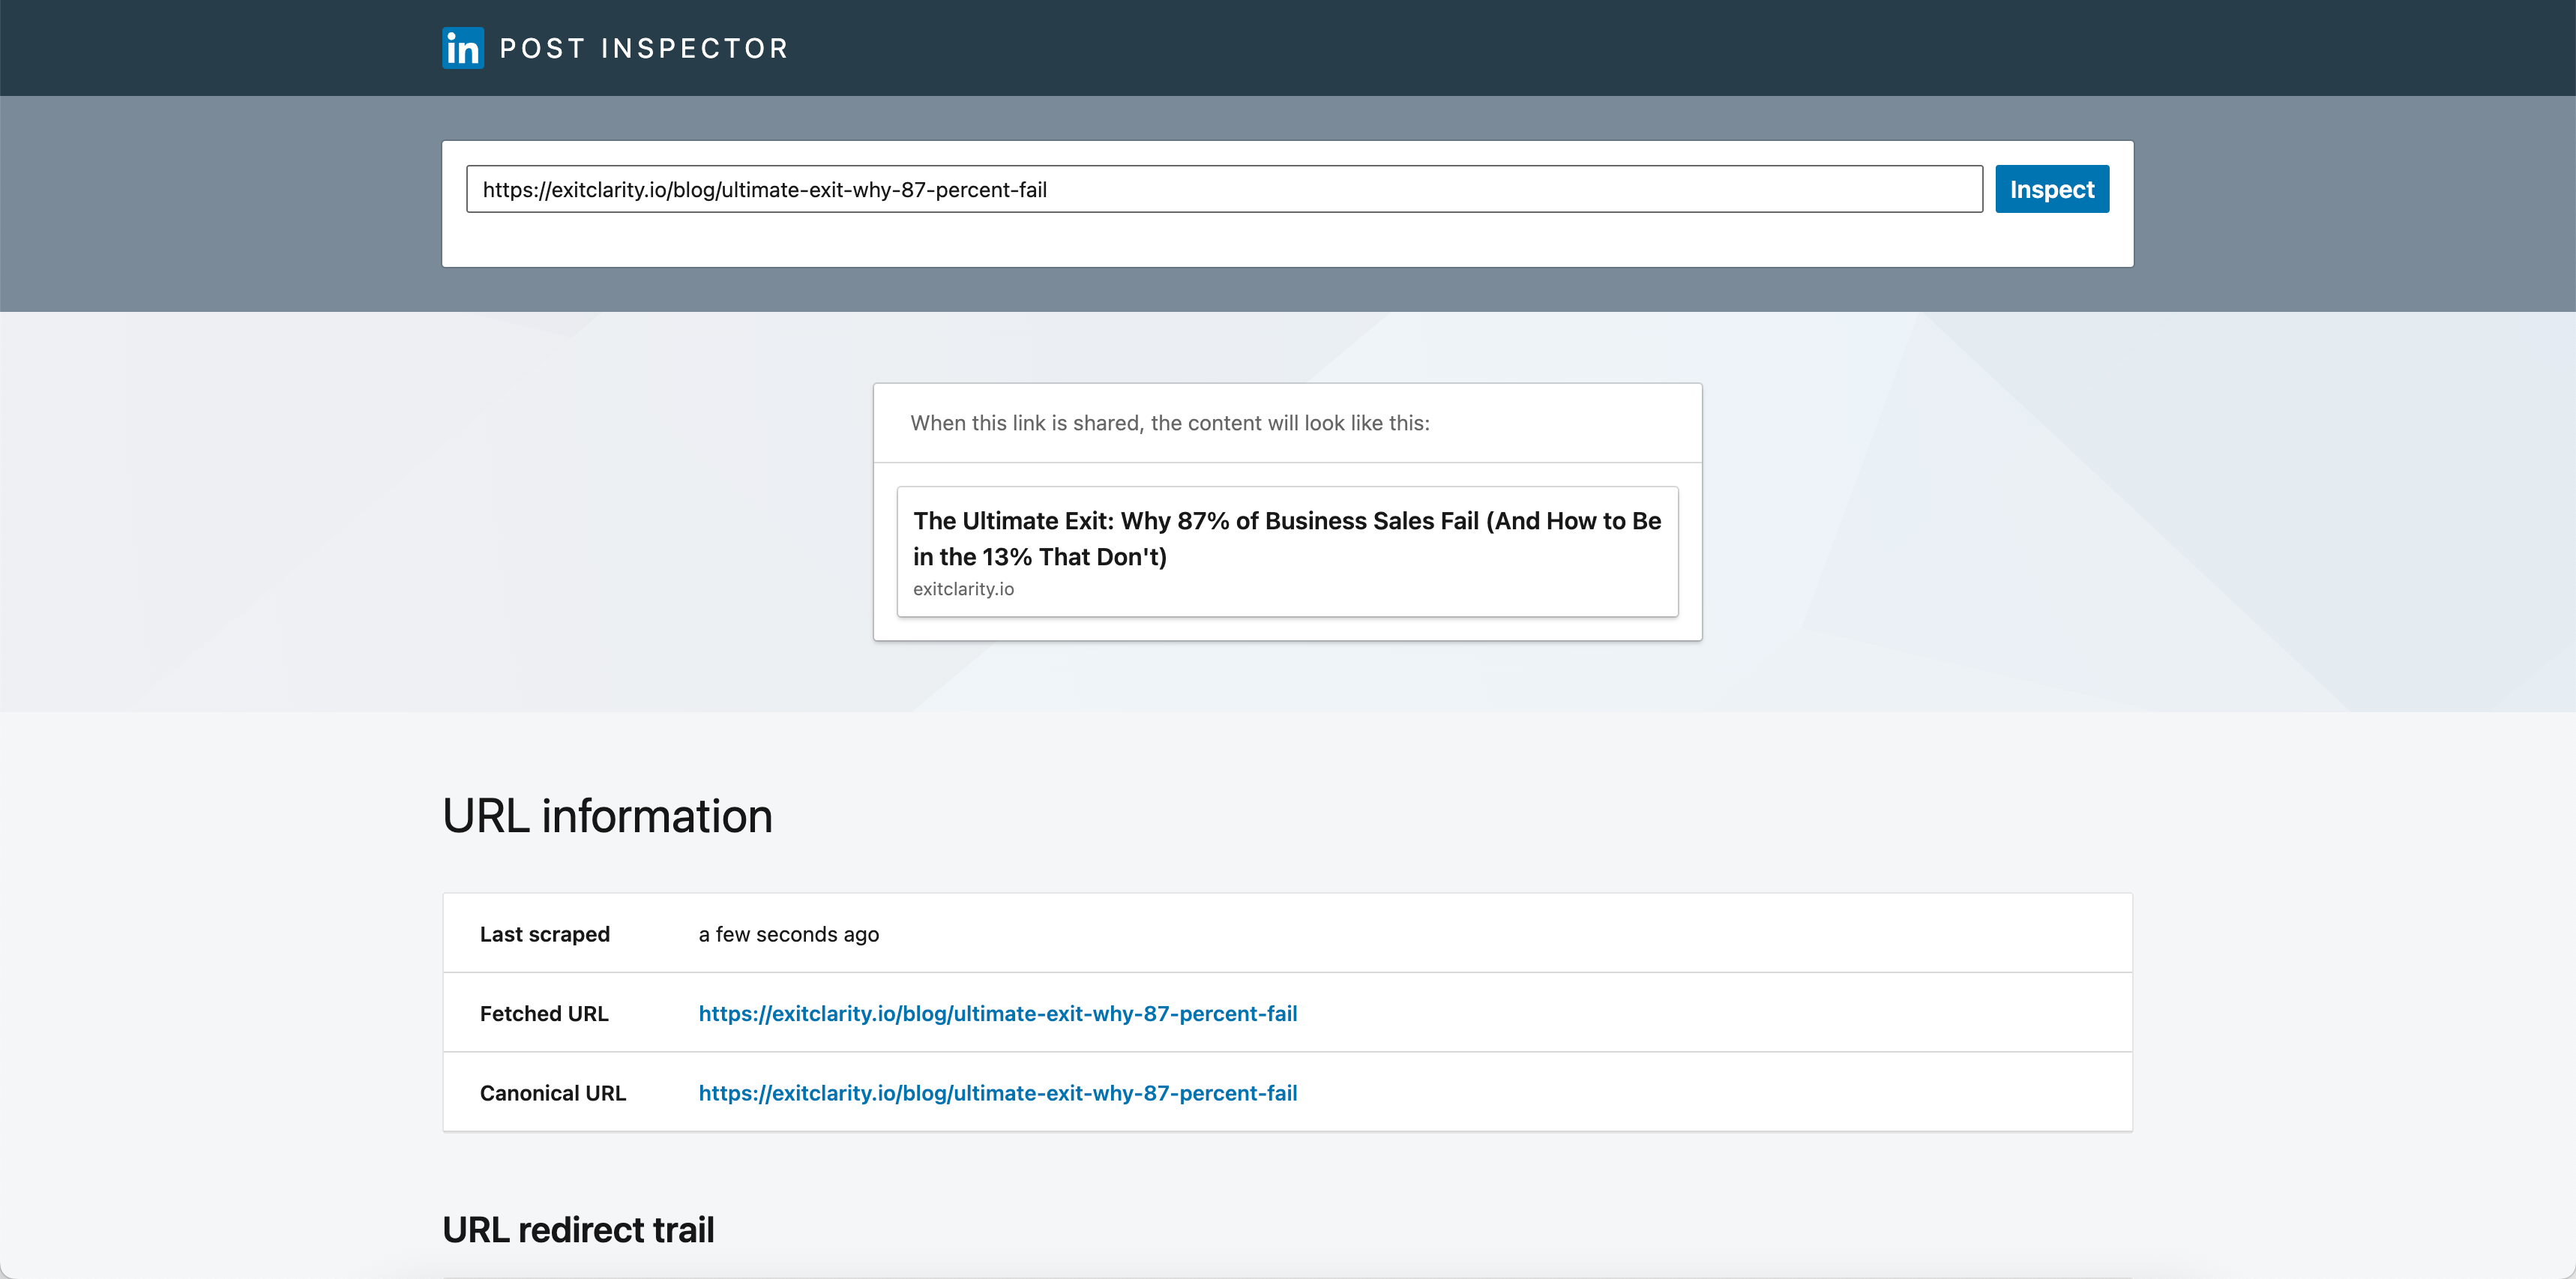 in POST INSPECTOR
https://exitclarity.io/blog/ultimate-exit-why-87-percent-fail
Inspect
When this link is shared, the content will look like this:
The Ultimate Exit: Why 87% of Business Sales Fail (And How to Be
in the 13% That Don't)
exitclarity.io
URL information
Last scraped a few seconds ago
Fetched URL https://exitclarity.io/blog/ultimate-exit-why-87-percent-fail
Canonical URL https://exitclarity.io/blog/ultimate-exit-why-87-percent-fail
URL redirect trail